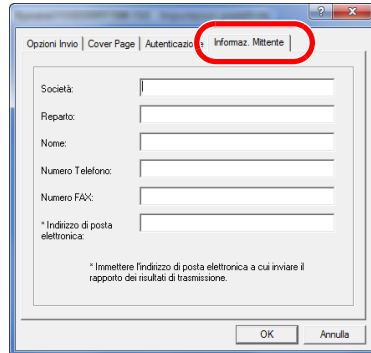 Opzioni Invio Cover Page Autenticazione Informaz. Mittente
Società:
Reparto:
Nome:
Numero Telefono:
Numero FAX:
* Indirizzo di posta
elettronica:
* Immettere l'indirizzo di posta elettronica a cui inviare il
rapporto dei risultati di trasmissione.
OK Annulla